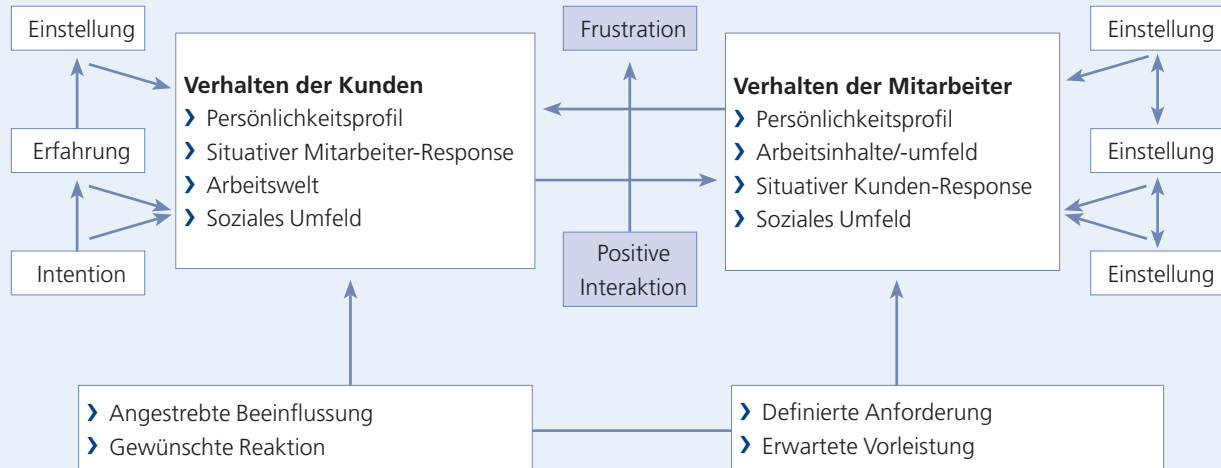 Einstellung
Frustration
Einstellung
Verhalten der Kunden
❯ Persönlichkeitsprofil
❯ Situativer Mitarbeiter-Response
❯ Arbeitswelt
❯ Soziales Umfeld
Verhalten der Mitarbeiter
❯ Persönlichkeitsprofil
❯ Arbeitsinhalte/-umfeld
❯ Situativer Kunden-Response
❯ Soziales Umfeld
Erfahrung
Einstellung
Intention
Positive
Interaktion
Einstellung
❯ Angestrebte Beeinflussung
❯ Gewünschte Reaktion
❯ Definierte Anforderung
❯ Erwartete Vorleistung